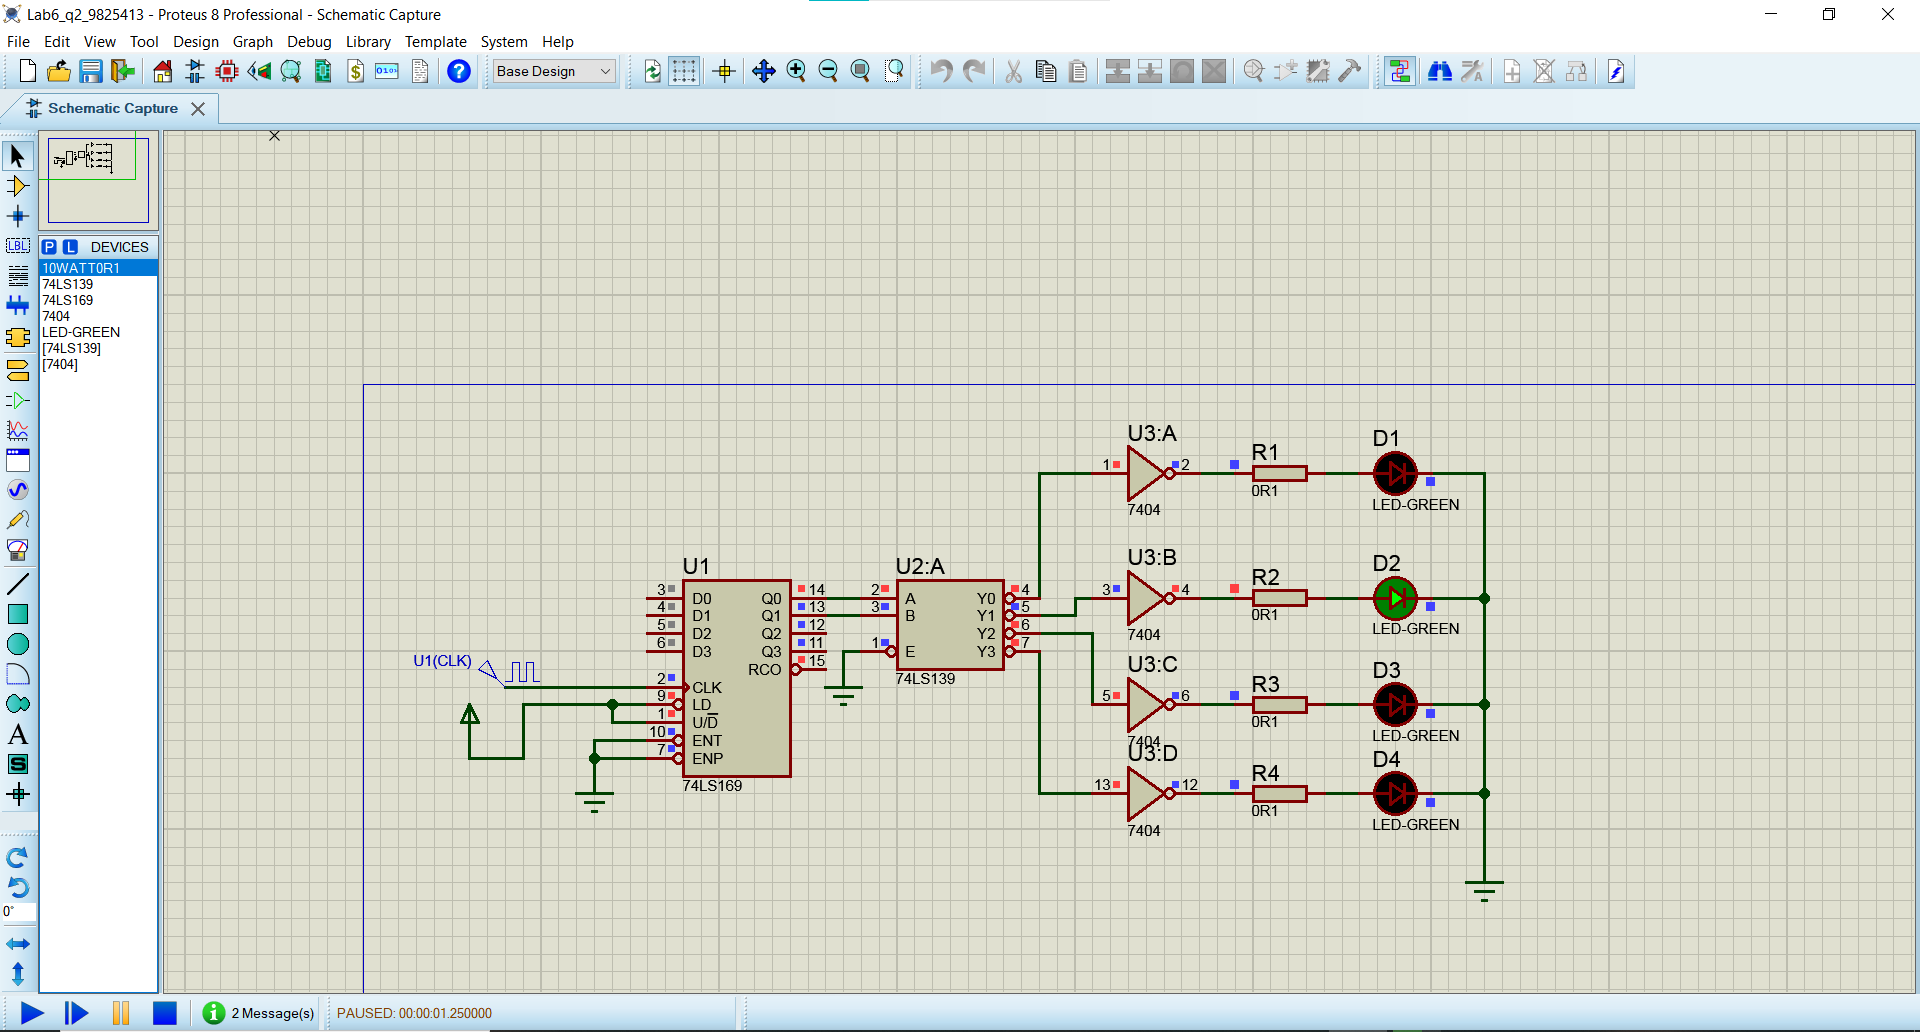 Lab6_q2_9825413 - Proteus 8 Professional - Schematic Capture
File Edit View Tool Design Graph Debug Library Template System Help
Base Design
Schematic Capture
P L DEVICES
10WATT0R1
74LS139
74LS169
7404
LED-GREEN
[74LS139]
[7404]
LBL
A
S
0°
U1(CLK)
U1
3 D0 Q0 14
4 D1 Q1 13
5 D2 Q2 12
6 D3 Q3 11
RCO 15
2 CLK
9 LD
1 U/D
10 ENT
7 ENP
74LS169
U2:A
2 A Y0 4
3 B Y1 5
Y2 6
1 E Y3 7
74LS139
U3:A
1 2
7404
R1
0R1
D1
LED-GREEN
U3:B
3 4
7404
R2
0R1
D2
LED-GREEN
U3:C
5 6
7404
R3
0R1
D3
LED-GREEN
U3:D
13 12
7404
R4
0R1
D4
LED-GREEN
2 Message(s) PAUSED: 00:00:01.250000